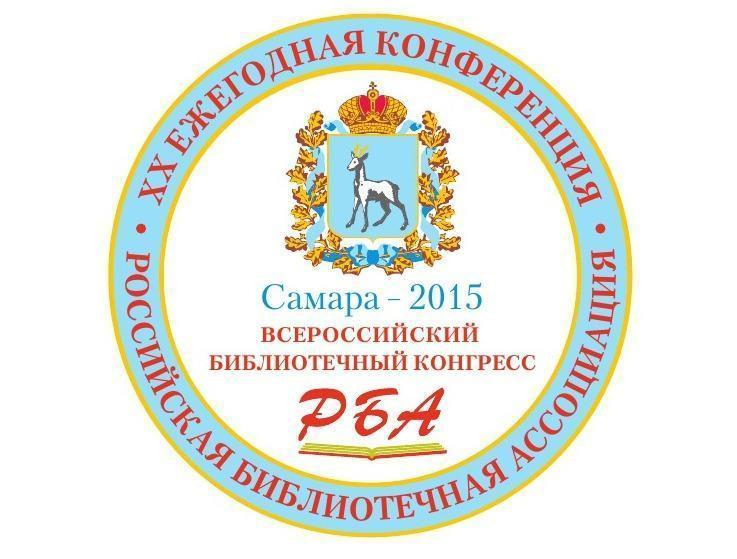 XX ЕЖЕГОДНАЯ КОНФЕРЕНЦИЯ
Самара – 2015
ВСЕРОССИЙСКИЙ
БИБЛИОТЕЧНЫЙ КОНГРЕСС
РБА
РОССИЙСКАЯ БИБЛИОТЕЧНАЯ АССОЦИАЦИЯ